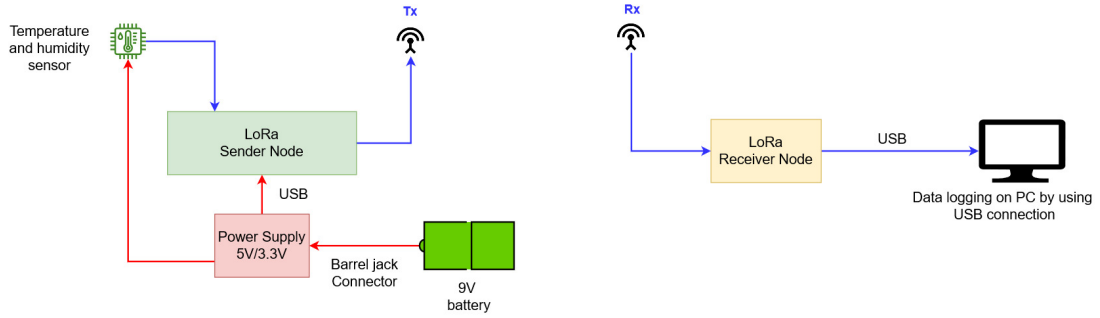 Temperature
and humidity
sensor
Tx
LoRa
Sender Node
USB
Power Supply
5V/3.3V
Barrel jack
Connector
9V
battery
Rx
LoRa
Receiver Node
USB
Data logging on PC by using
USB connection